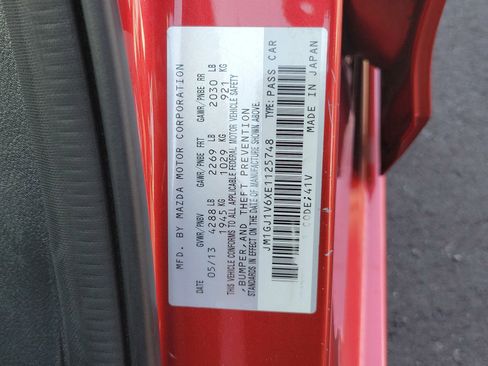 MFD. BY MAZDA MOTOR CORPORATION
DATE GVWR/PNBV GAWR/PNBE FRT GAWR/PNBE RR
05/13 4288 LB 2269 LB 2030 LB
1945 KG 1029 KG 921 KG
THIS VEHICLE CONFORMS TO ALL APPLICABLE FEDERAL MOTOR VEHICLE SAFETY
, BUMPER, AND THEFT PREVENTION
STANDARDS IN EFFECT ON THE DATE OF MANUFACTURE SHOWN ABOVE.
JM1GJ1V6XE1125748 TYPE: PASS CAR
CODE; 41V MADE IN JAPAN